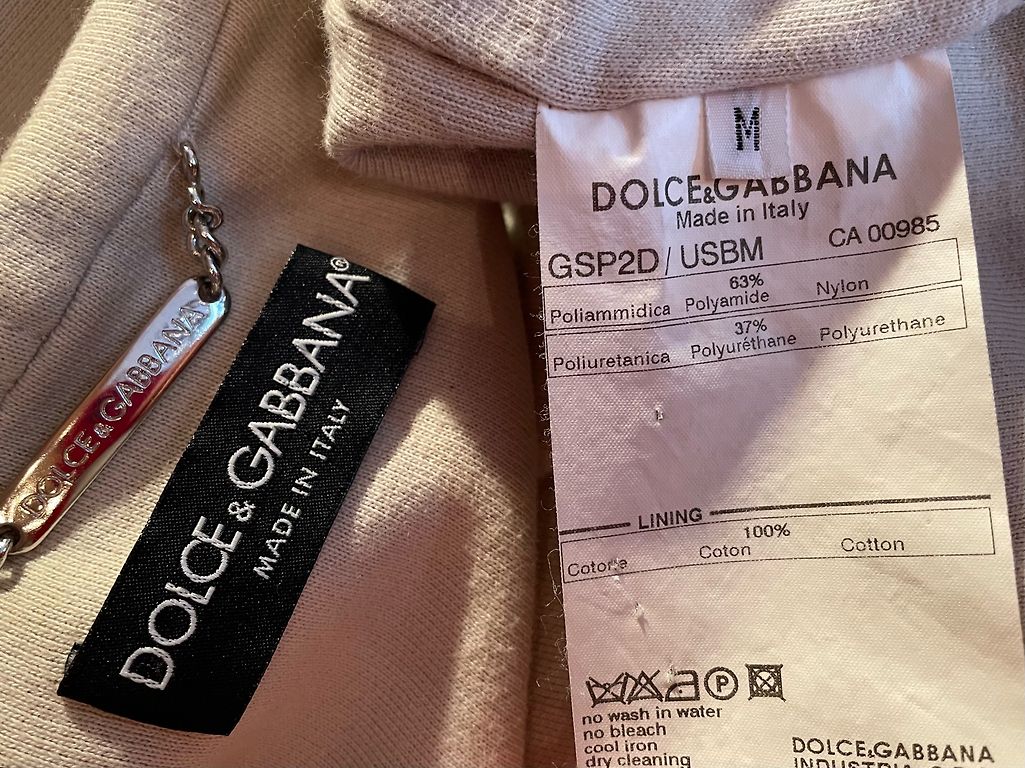 DOLCE & GABBANA
DOLCE & GABBANA®
MADE IN ITALY
M
DOLCE&GABBANA
Made in Italy
GSP2D / USBM CA 00985
63%
Poliammidica Polyamide Nylon
37%
Poliuretanica Polyuréthane Polyurethane
LINING
100%
Cotone Coton Cotton
P
no wash in water
no bleach
cool iron
dry cleaning
DOLCE&GABBANA